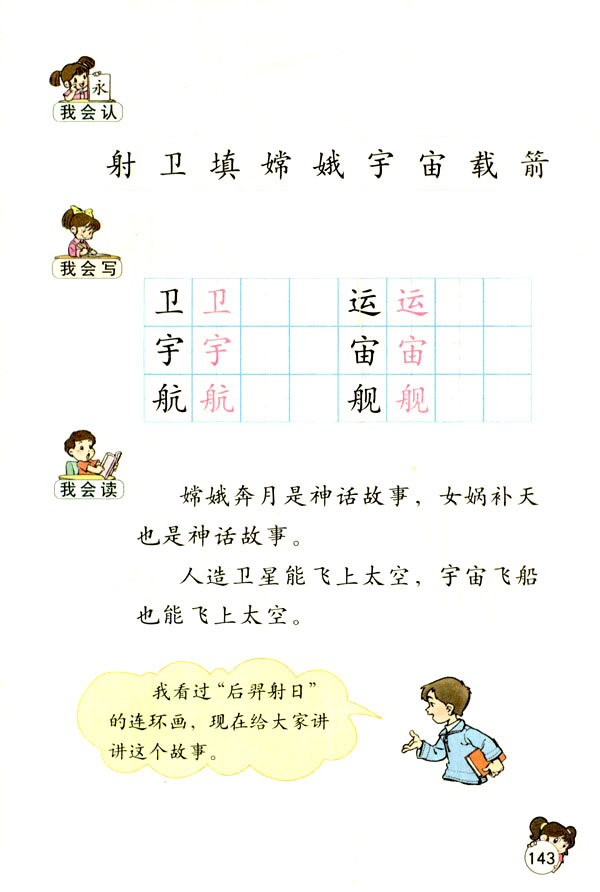 永
我会认
射 卫 填 嫦 娥 宇 宙 载 箭
我会写
卫 卫 运 运
宇 宇 宙 宙
航 航 舰 舰
我会读
嫦娥奔月是神话故事，女娲补天
也是神话故事。
人造卫星能飞上太空，宇宙飞船
也能飞上太空。
我看过“后羿射日”
的连环画，现在给大家讲
讲这个故事。
143